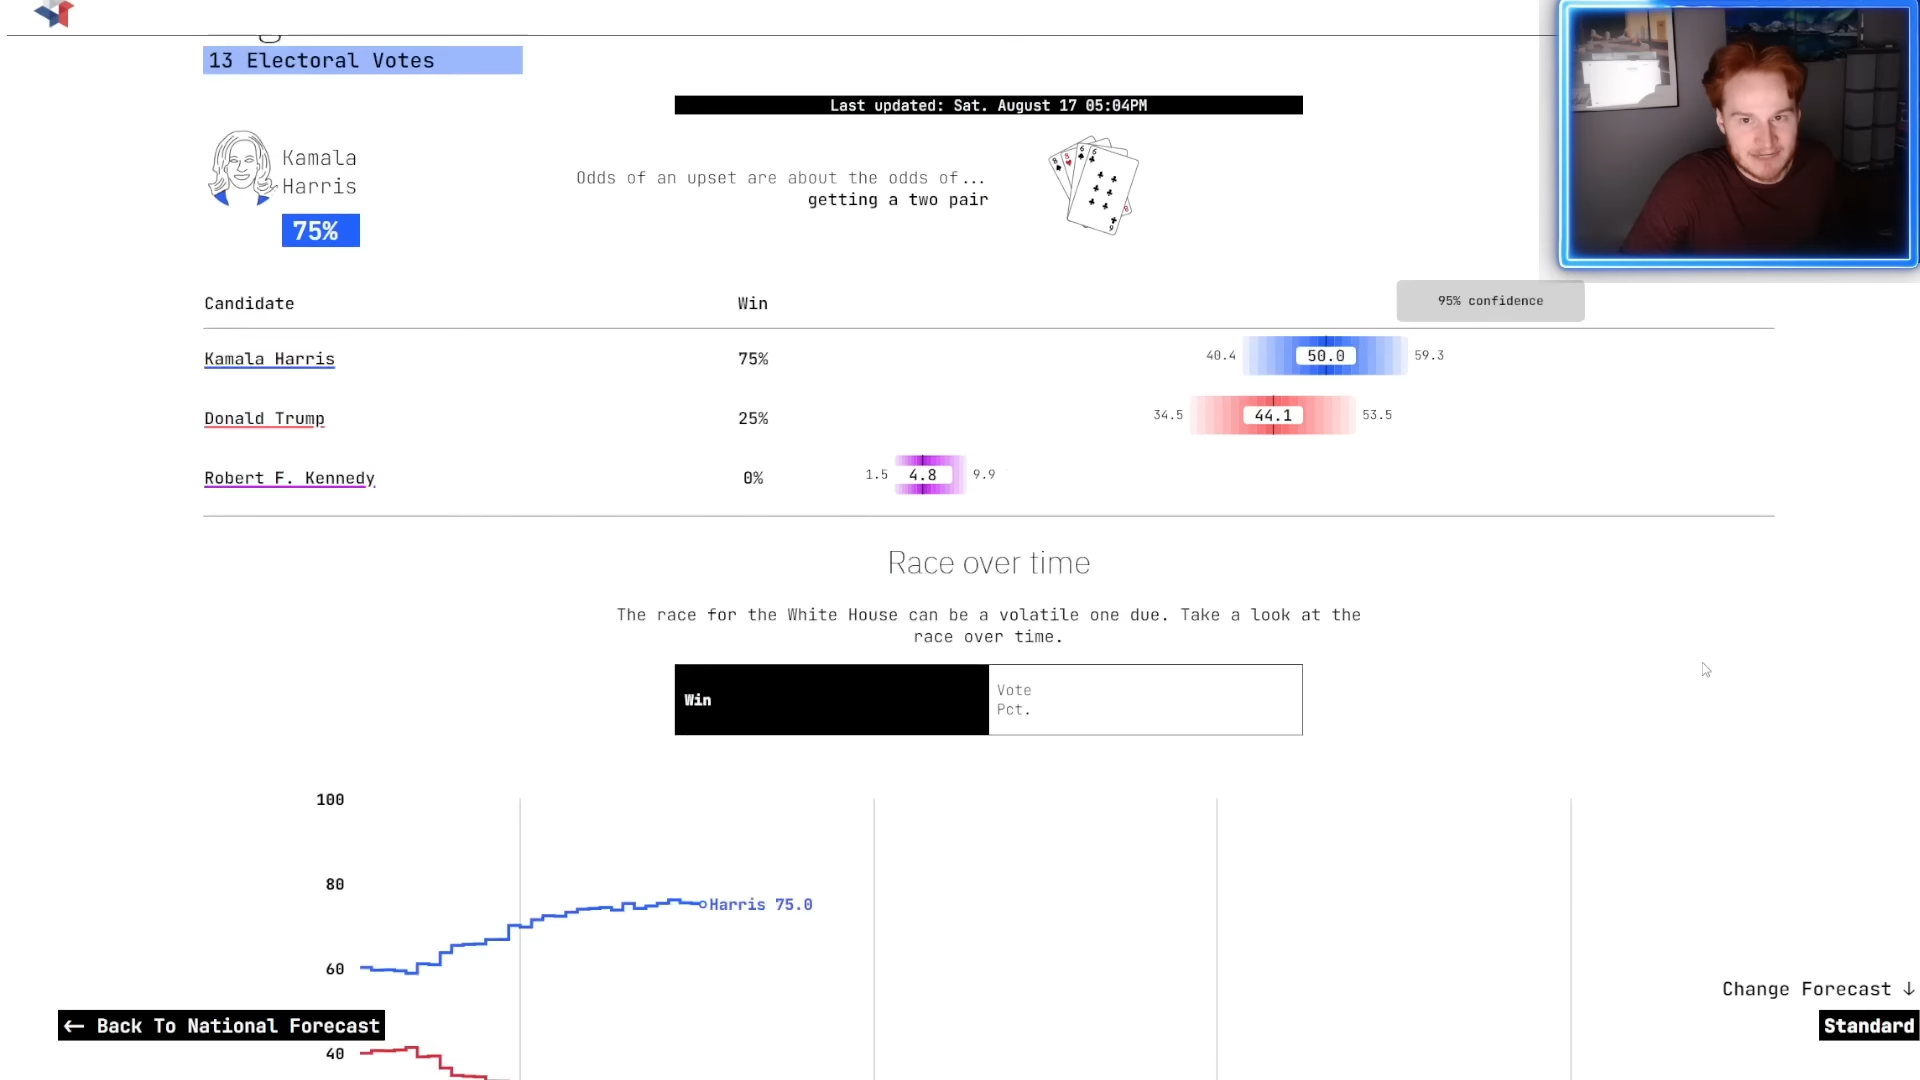 13 Electoral Votes
Last updated: Sat. August 17 05:04PM
Kamala
Harris
75%
Odds of an upset are about the odds of...
getting a two pair
Candidate
Win
95% confidence
Kamala Harris
75%
40.4
50.0
59.3
Donald Trump
25%
34.5
44.1
53.5
Robert F. Kennedy
0%
1.5
4.8
9.9
Race over time
The race for the White House can be a volatile one due. Take a look at the
race over time.
Win
Vote
Pct.
100
80
60
40
Harris 75.0
← Back To National Forecast
Change Forecast ↓
Standard